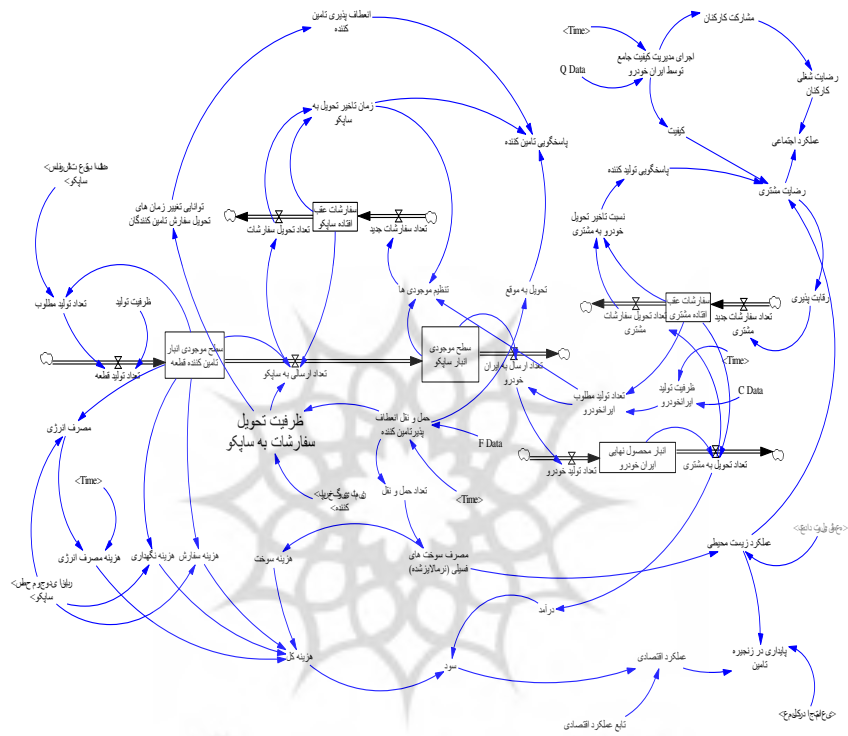 انعطاف پذیری تامین
کننده
<Time>
مشارکت کارکنان
اجرای مدیریت کیفیت جامع
توسط ایران خودرو
Q Data
رضایت شغلی
کارکنان
زمان تاخیر تحویل به
ساپکو
پاسخگویی تامین کننده
کیفیت
عملکرد اجتماعی
ساپکو>
پاسخگویی تولید کننده
رضایت مشتری
توانایی تغییر زمان های
تحویل سفارش تامین کنندگان
سفارشات عقب
افتاده ساپکو
تعداد تحویل سفارشات
تعداد سفارشات جدید
نسبت تاخیر تحویل
خودرو به مشتری
تعداد تولید مطلوب
ظرفیت تولید
تنظیم موجودی ها
تحویل به موقع
سفارشات عقب
افتاده مشتری
رقابت پذیری
تعداد تحویل سفارشات
مشتری
تعداد سفارشات جدید
مشتری
سطح موجودی انبار
تامین کننده قطعه
تعداد تولید قطعه
تعداد ارسالی به ساپکو
سطح موجودی
انبار ساپکو
تعداد ارسال به ایران
خودرو
<Time>
ظرفیت تولید
ایرانخودرو
C Data
تعداد تولید مطلوب
ایرانخودرو
ظرفیت تحویل
سفارشات به ساپکو
حمل و نقل انعطاف
پذیرتامین کننده
F Data
مصرف انرژی
انبار محصول نهایی
ایران خودرو
تعداد تولید خودرو
تعداد تحویل به مشتری
<Time>
کننده>
تعداد حمل و نقل
<Time>
هزینه مصرف انرژی
هزینه نگهداری
هزینه سفارش
هزینه سوخت
مصرف سوخت های
فسیلی (نرمالایزشده)
عملکرد زیست محیطی
ساپکو>
درآمد
هزینه کل
سود
عملکرد اقتصادی
پایداری در زنجیره
تامین
تابع عملکرد اقتصادی